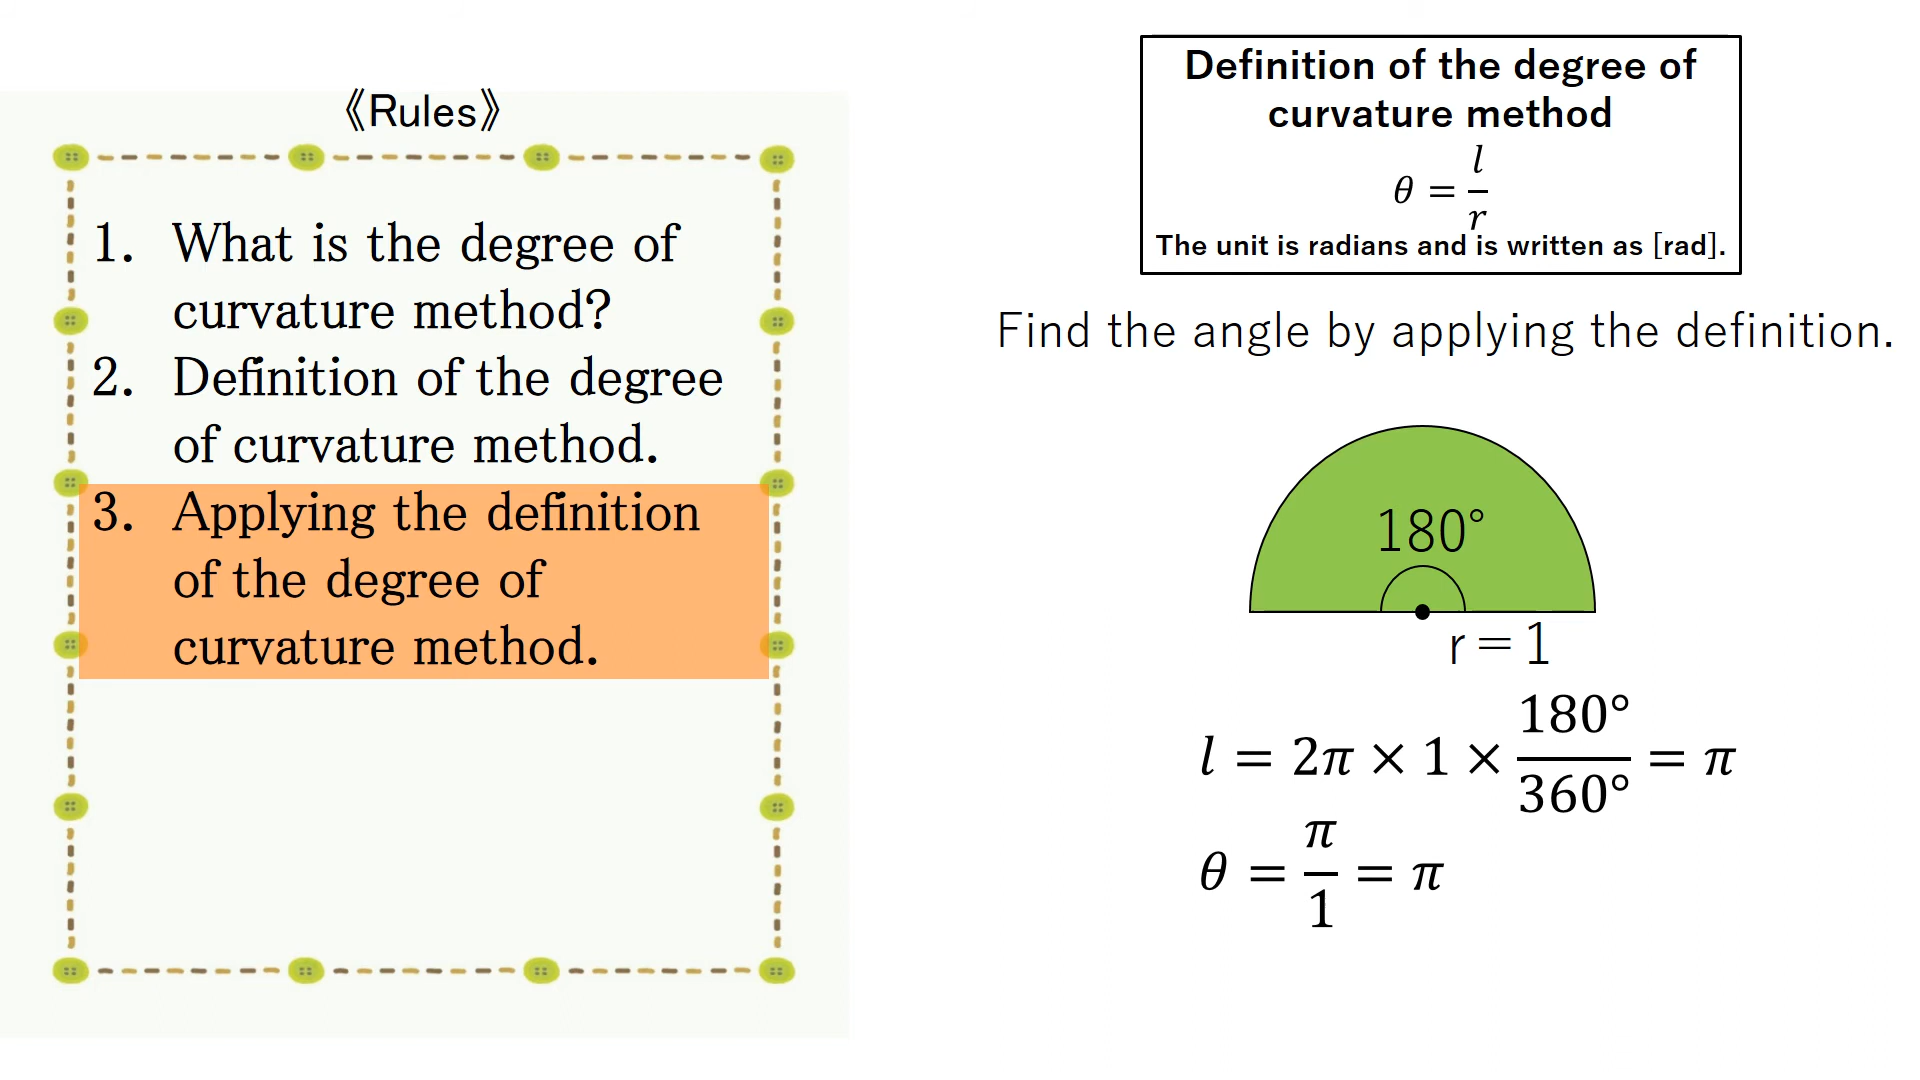 《Rules》
1. What is the degree of
curvature method?
2. Definition of the degree
of curvature method.
3. Applying the definition
of the degree of
curvature method.
Definition of the degree of
curvature method
θ = l/r
The unit is radians and is written as [rad].
Find the angle by applying the definition.
180°
r = 1
l = 2π × 1 × 180°/360° = π
θ = π/1 = π